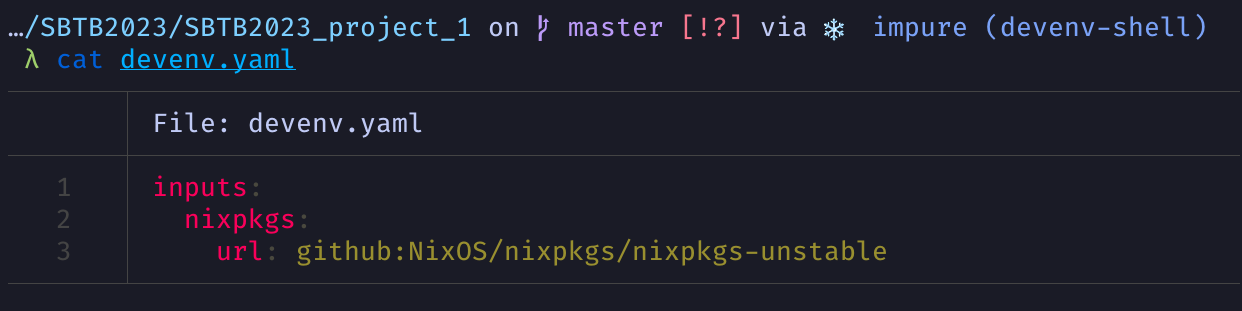 …/SBTB2023/SBTB2023_project_1 on master [!?] via ❄ impure (devenv-shell)
λ cat devenv.yaml
File: devenv.yaml
1 inputs:
2 nixpkgs:
3 url: github:NixOS/nixpkgs/nixpkgs-unstable